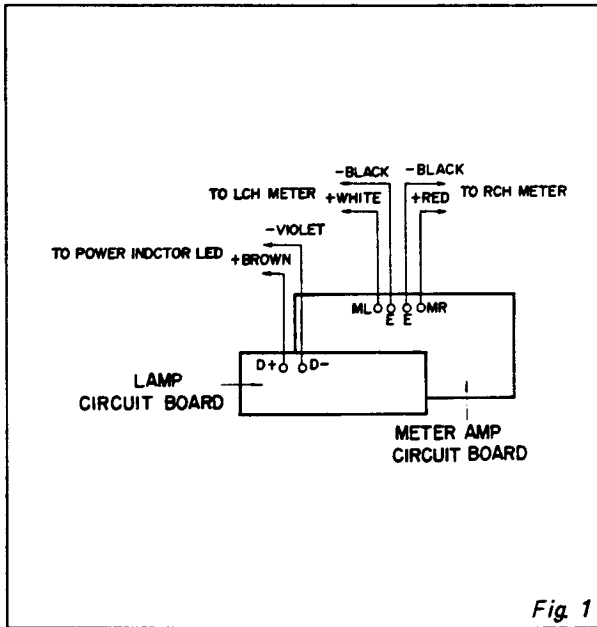 -BLACK -BLACK
TO LCH METER +WHITE +RED TO RCH METER
-VIOLET
TO POWER INDCTOR LED +BROWN
ML E E MR
D+ D-
LAMP
CIRCUIT BOARD
METER AMP
CIRCUIT BOARD
Fig. 1